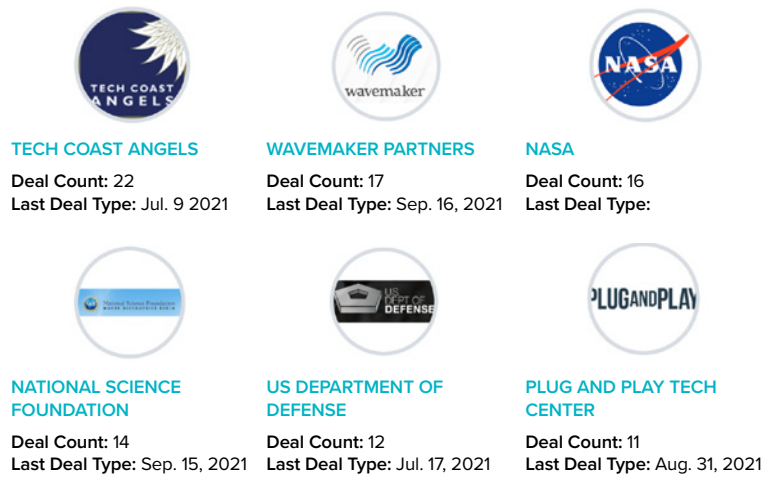 TECH COAST
ANGELS
wavemaker
NASA
TECH COAST ANGELS
WAVEMAKER PARTNERS
NASA
Deal Count: 22
Last Deal Type: Jul. 9 2021
Deal Count: 17
Last Deal Type: Sep. 16, 2021
Deal Count: 16
Last Deal Type:
National Science Foundation
WHERE DISCOVERIES BEGIN
US
DEPT OF
DEFENSE
PLUGANDPLAY
NATIONAL SCIENCE
FOUNDATION
US DEPARTMENT OF
DEFENSE
PLUG AND PLAY TECH
CENTER
Deal Count: 14
Last Deal Type: Sep. 15, 2021
Deal Count: 12
Last Deal Type: Jul. 17, 2021
Deal Count: 11
Last Deal Type: Aug. 31, 2021